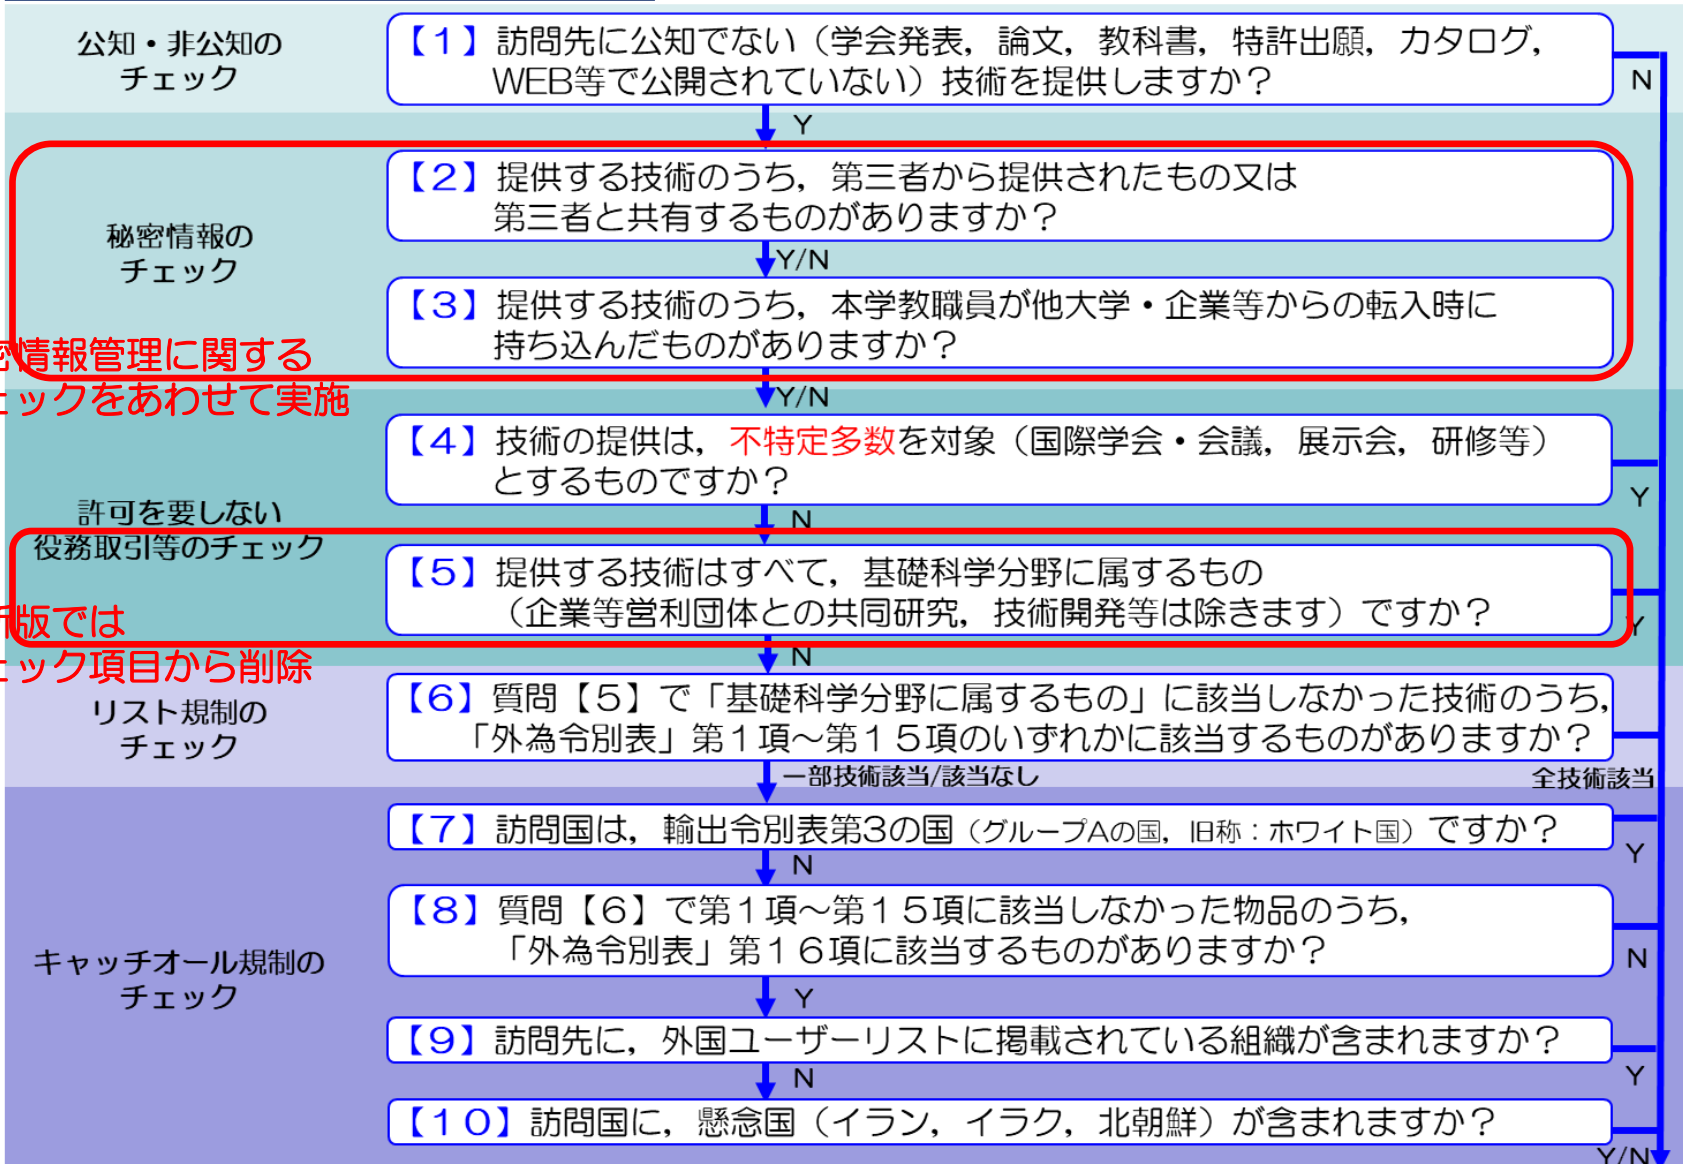 公知・非公知の
チェック
【1】訪問先に公知でない（学会発表，論文，教科書，特許出願，カタログ，
WEB等で公開されていない）技術を提供しますか？
N
Y
秘密情報の
チェック
【2】提供する技術のうち，第三者から提供されたもの又は
第三者と共有するものがありますか？
Y/N
【3】提供する技術のうち，本学教職員が他大学・企業等からの転入時に
持ち込んだものがありますか？
密情報管理に関する
ェックをあわせて実施
Y/N
許可を要しない
役務取引等のチェック
【4】技術の提供は，不特定多数を対象（国際学会・会議，展示会，研修等）
とするものですか？
Y
N
【5】提供する技術はすべて，基礎科学分野に属するもの
（企業等営利団体との共同研究，技術開発等は除きます）ですか？
Y
新版では
ェック項目から削除
N
リスト規制の
チェック
【6】質問【5】で「基礎科学分野に属するもの」に該当しなかった技術のうち，
「外為令別表」第1項～第15項のいずれかに該当するものがありますか？
一部技術該当/該当なし
全技術該当
キャッチオール規制の
チェック
【7】訪問国は，輸出令別表第3の国（グループAの国，旧称：ホワイト国）ですか？
Y
N
【8】質問【6】で第1項～第15項に該当しなかった物品のうち，
「外為令別表」第16項に該当するものがありますか？
N
Y
【9】訪問先に，外国ユーザーリストに掲載されている組織が含まれますか？
Y
N
【10】訪問国に，懸念国（イラン，イラク，北朝鮮）が含まれますか？
Y/N